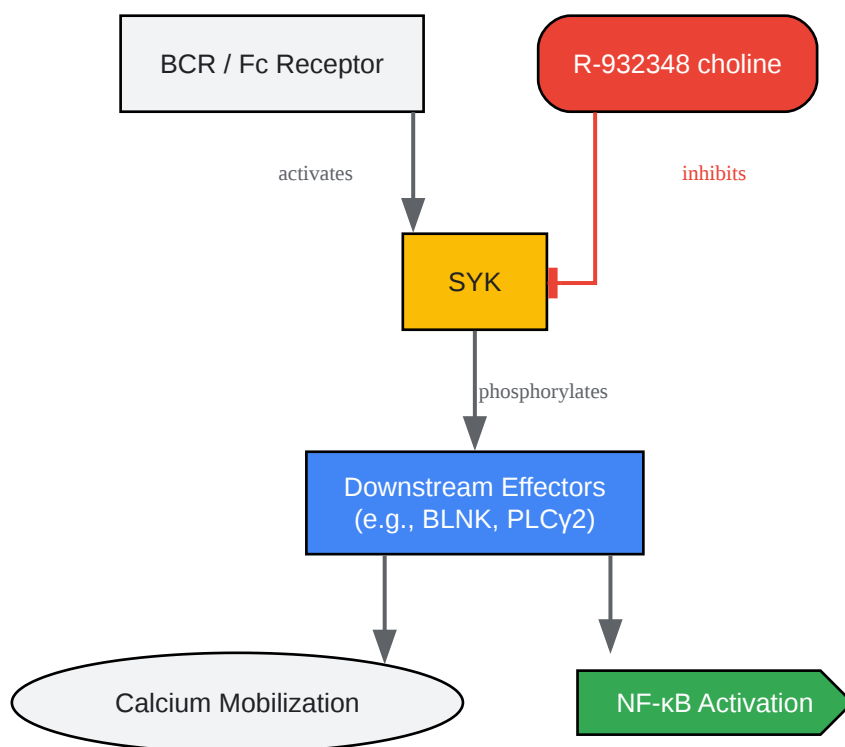 BCR / Fc Receptor
R-932348 choline
activates
inhibits
SYK
phosphorylates
Downstream Effectors
(e.g., BLNK, PLCγ2)
Calcium Mobilization
NF-κB Activation